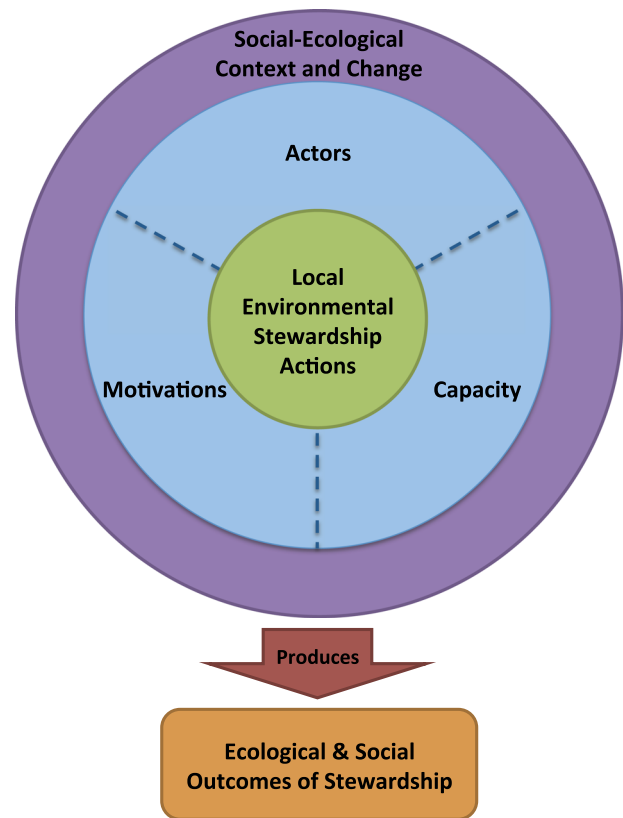 Social-Ecological
Context and Change
Actors
Local
Environmental
Stewardship
Actions
Motivations
Capacity
Produces
Ecological & Social
Outcomes of Stewardship